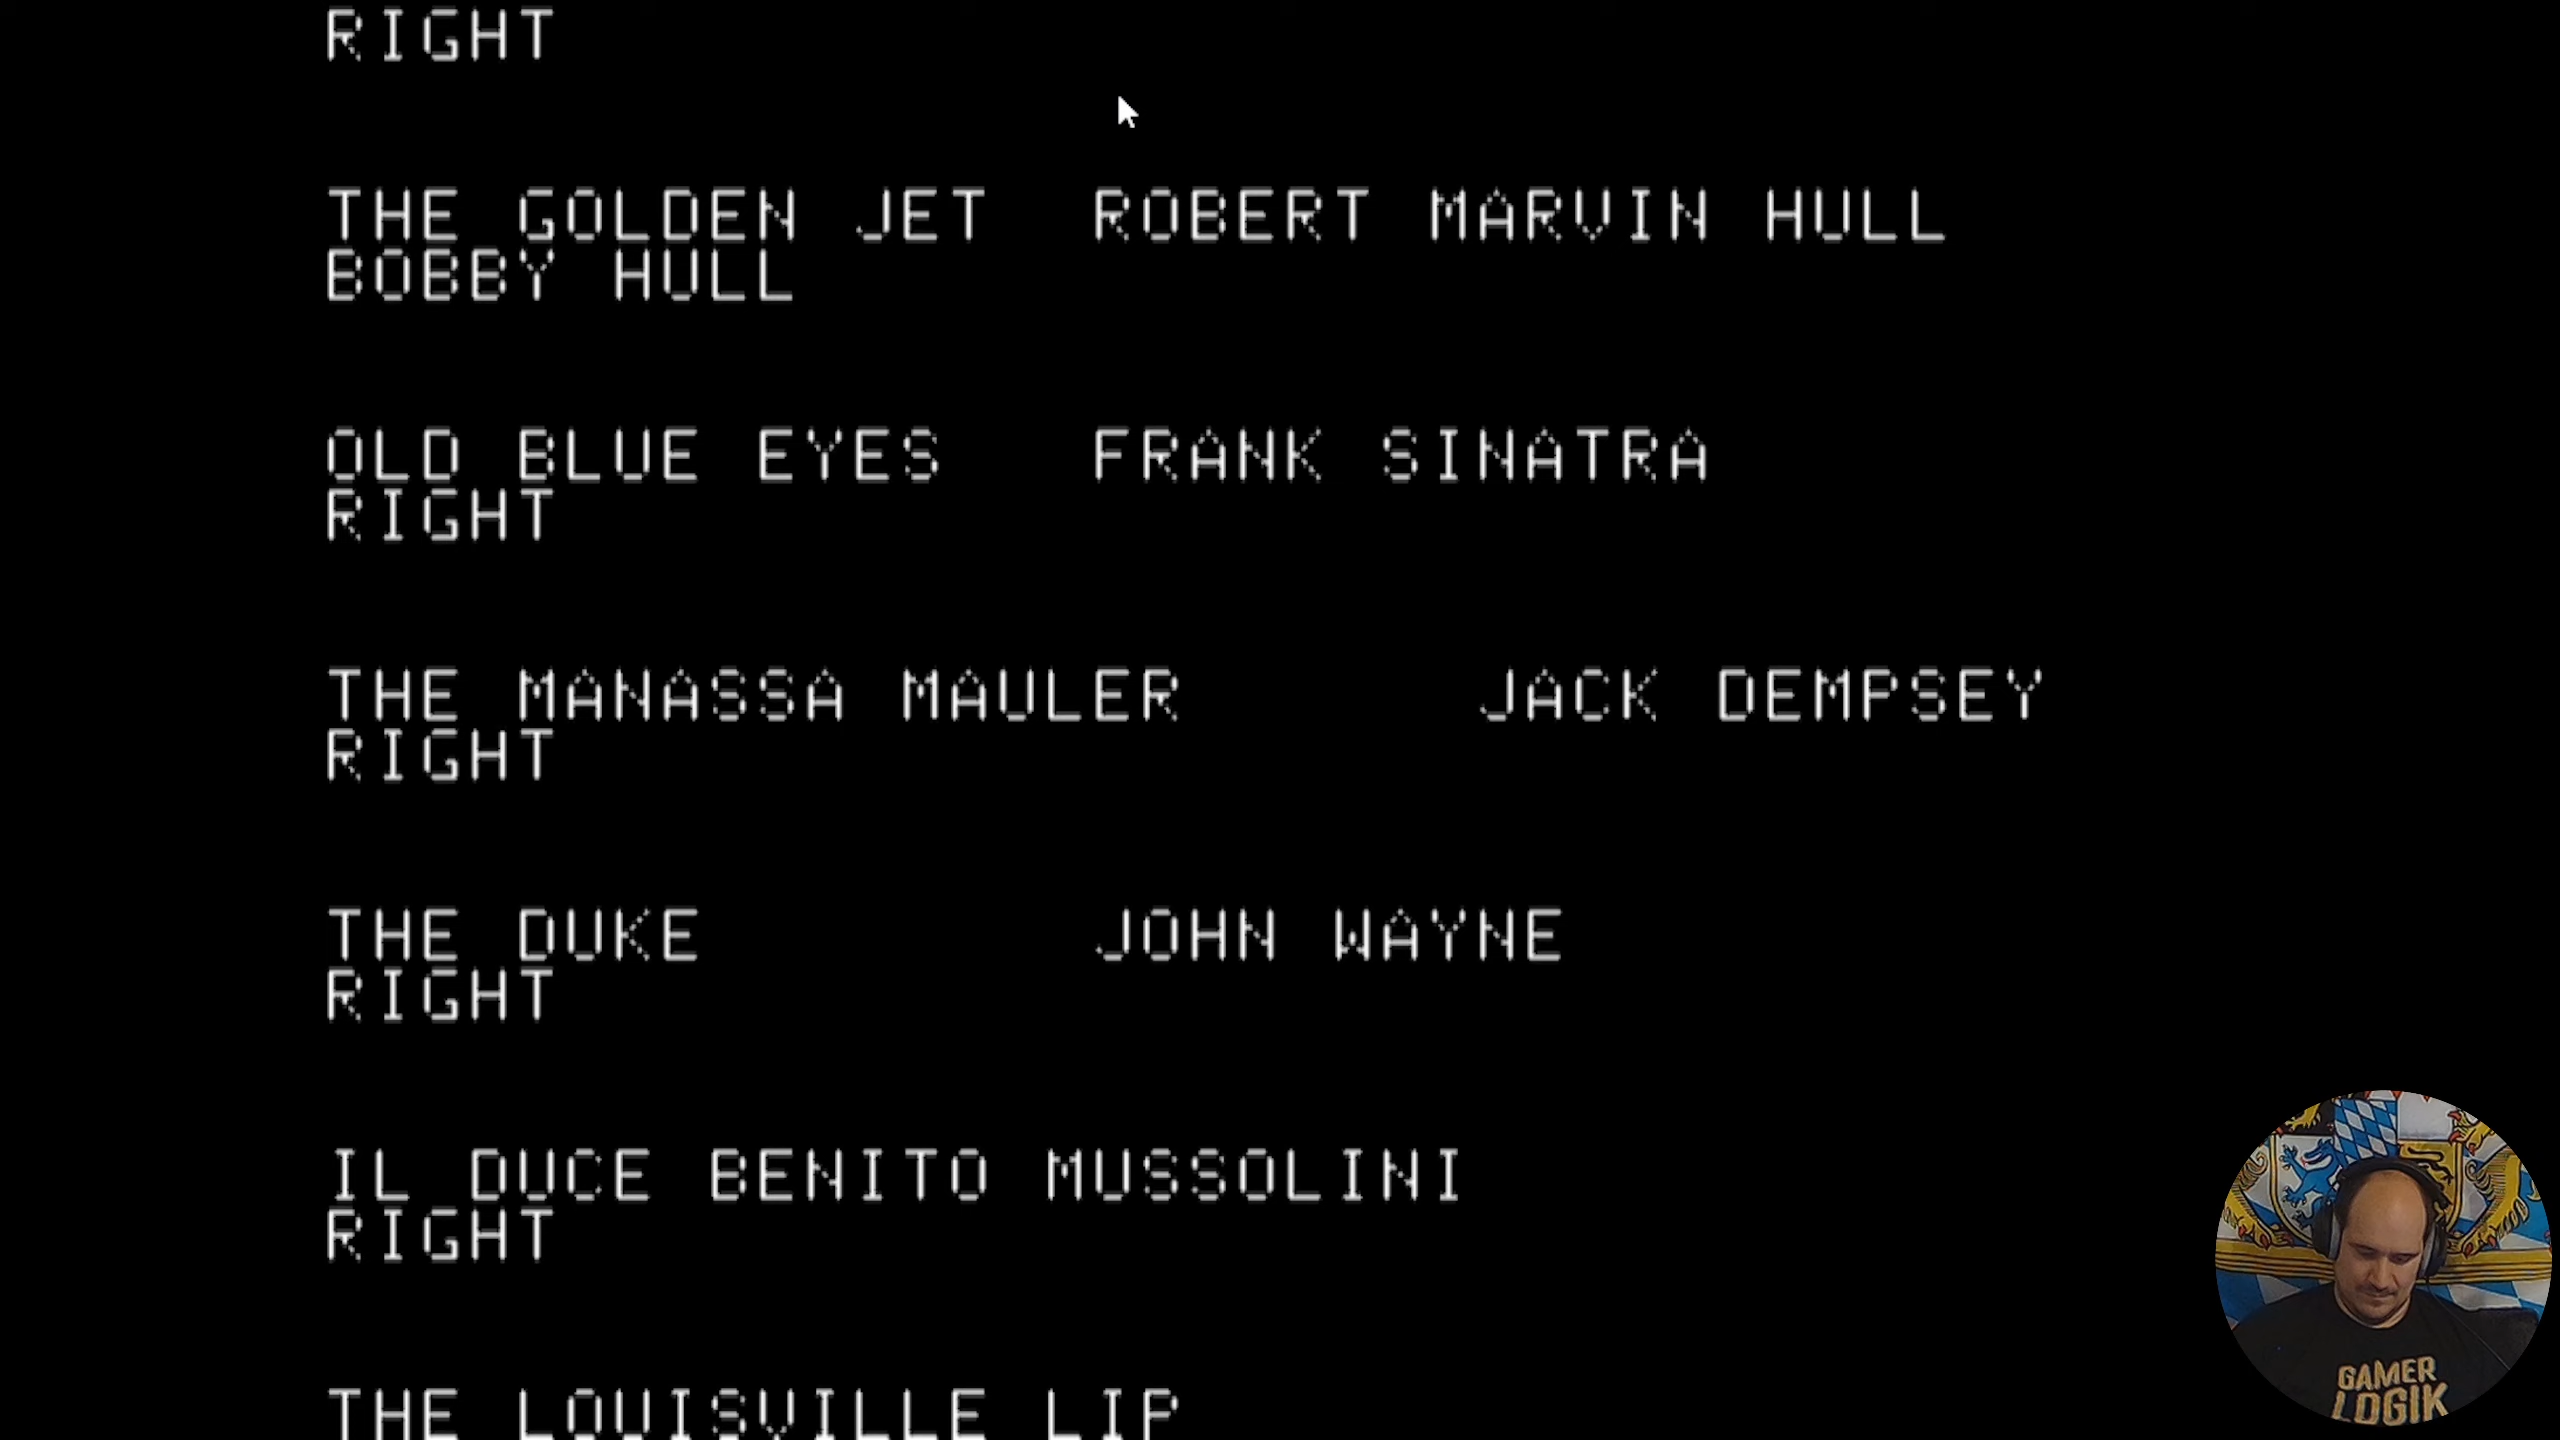 RIGHT
THE GOLDEN JET  ROBERT MARVIN HULL
BOBBY HULL
OLD BLUE EYES   FRANK SINATRA
RIGHT
THE MANASSA MAULER      JACK DEMPSEY
RIGHT
THE DUKE        JOHN WAYNE
RIGHT
IL DUCE BENITO MUSSOLINI
RIGHT
THE LOUISVILLE LIP
GAMER
LOGIK